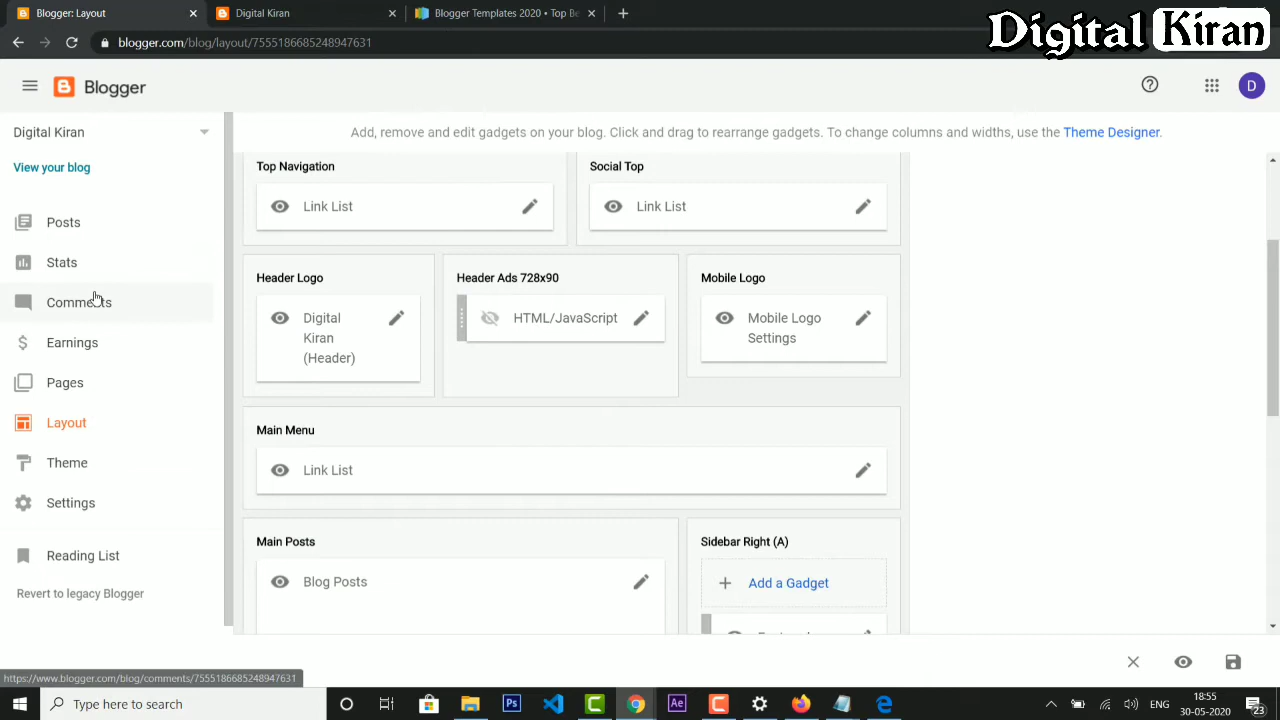 Blogger: Layout
Digital Kiran
Blogger Templates 2020 • Top Be
Digital Kiran
blogger.com/blog/layout/7555186685248947631
Blogger
D
Digital Kiran
Add, remove and edit gadgets on your blog. Click and drag to rearrange gadgets. To change columns and widths, use the Theme Designer.
View your blog
Top Navigation
Social Top
Link List
Link List
Posts
Stats
Header Logo
Header Ads 728x90
Mobile Logo
Comments
Digital Kiran (Header)
HTML/JavaScript
Mobile Logo Settings
Earnings
Pages
Layout
Main Menu
Theme
Link List
Settings
Main Posts
Sidebar Right (A)
Reading List
Blog Posts
Add a Gadget
Revert to legacy Blogger
https://www.blogger.com/blog/comments/7555186685248947631
Type here to search
ENG
18:55
30-05-2020
23